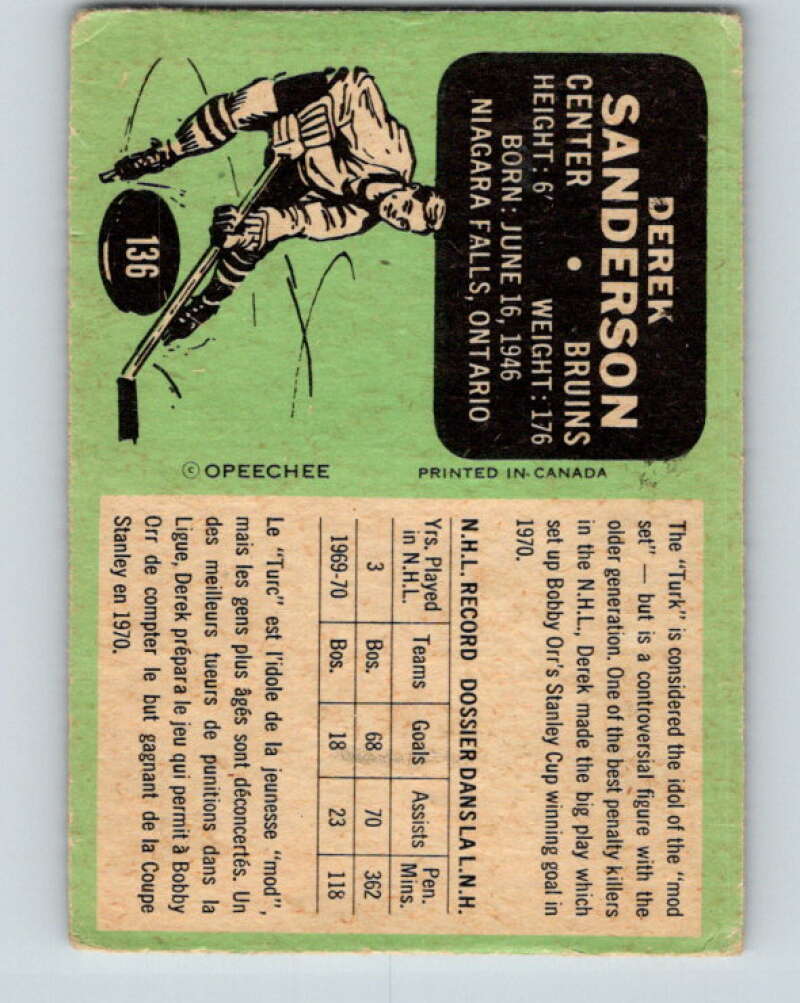 DEREK
SANDERSON
CENTER • BRUINS
HEIGHT: 6' WEIGHT: 176
BORN: JUNE 16, 1946
NIAGARA FALLS, ONTARIO
136
© OPEECHEE
PRINTED IN CANADA
The "Turk" is considered the idol of the "mod
set" — but is a controversial figure with the
older generation. One of the best penalty killers
in the N.H.L., Derek made the big play which
set up Bobby Orr's Stanley Cup winning goal in
1970.
N.H.L. RECORD DOSSIER DANS LA L.N.H.
Yrs. Played in N.H.L. Teams Goals Assists Pen. Mins.
3 Bos. 68 70 362
1969-70 Bos. 18 23 118
Le "Turc" est l'idole de la jeunesse "mod",
mais les gens plus âgés sont déconcertés. Un
des meilleurs tueurs de punitions dans la
Ligue, Derek prépara le jeu qui permit à Bobby
Orr de compter le but gagnant de la Coupe
Stanley en 1970.